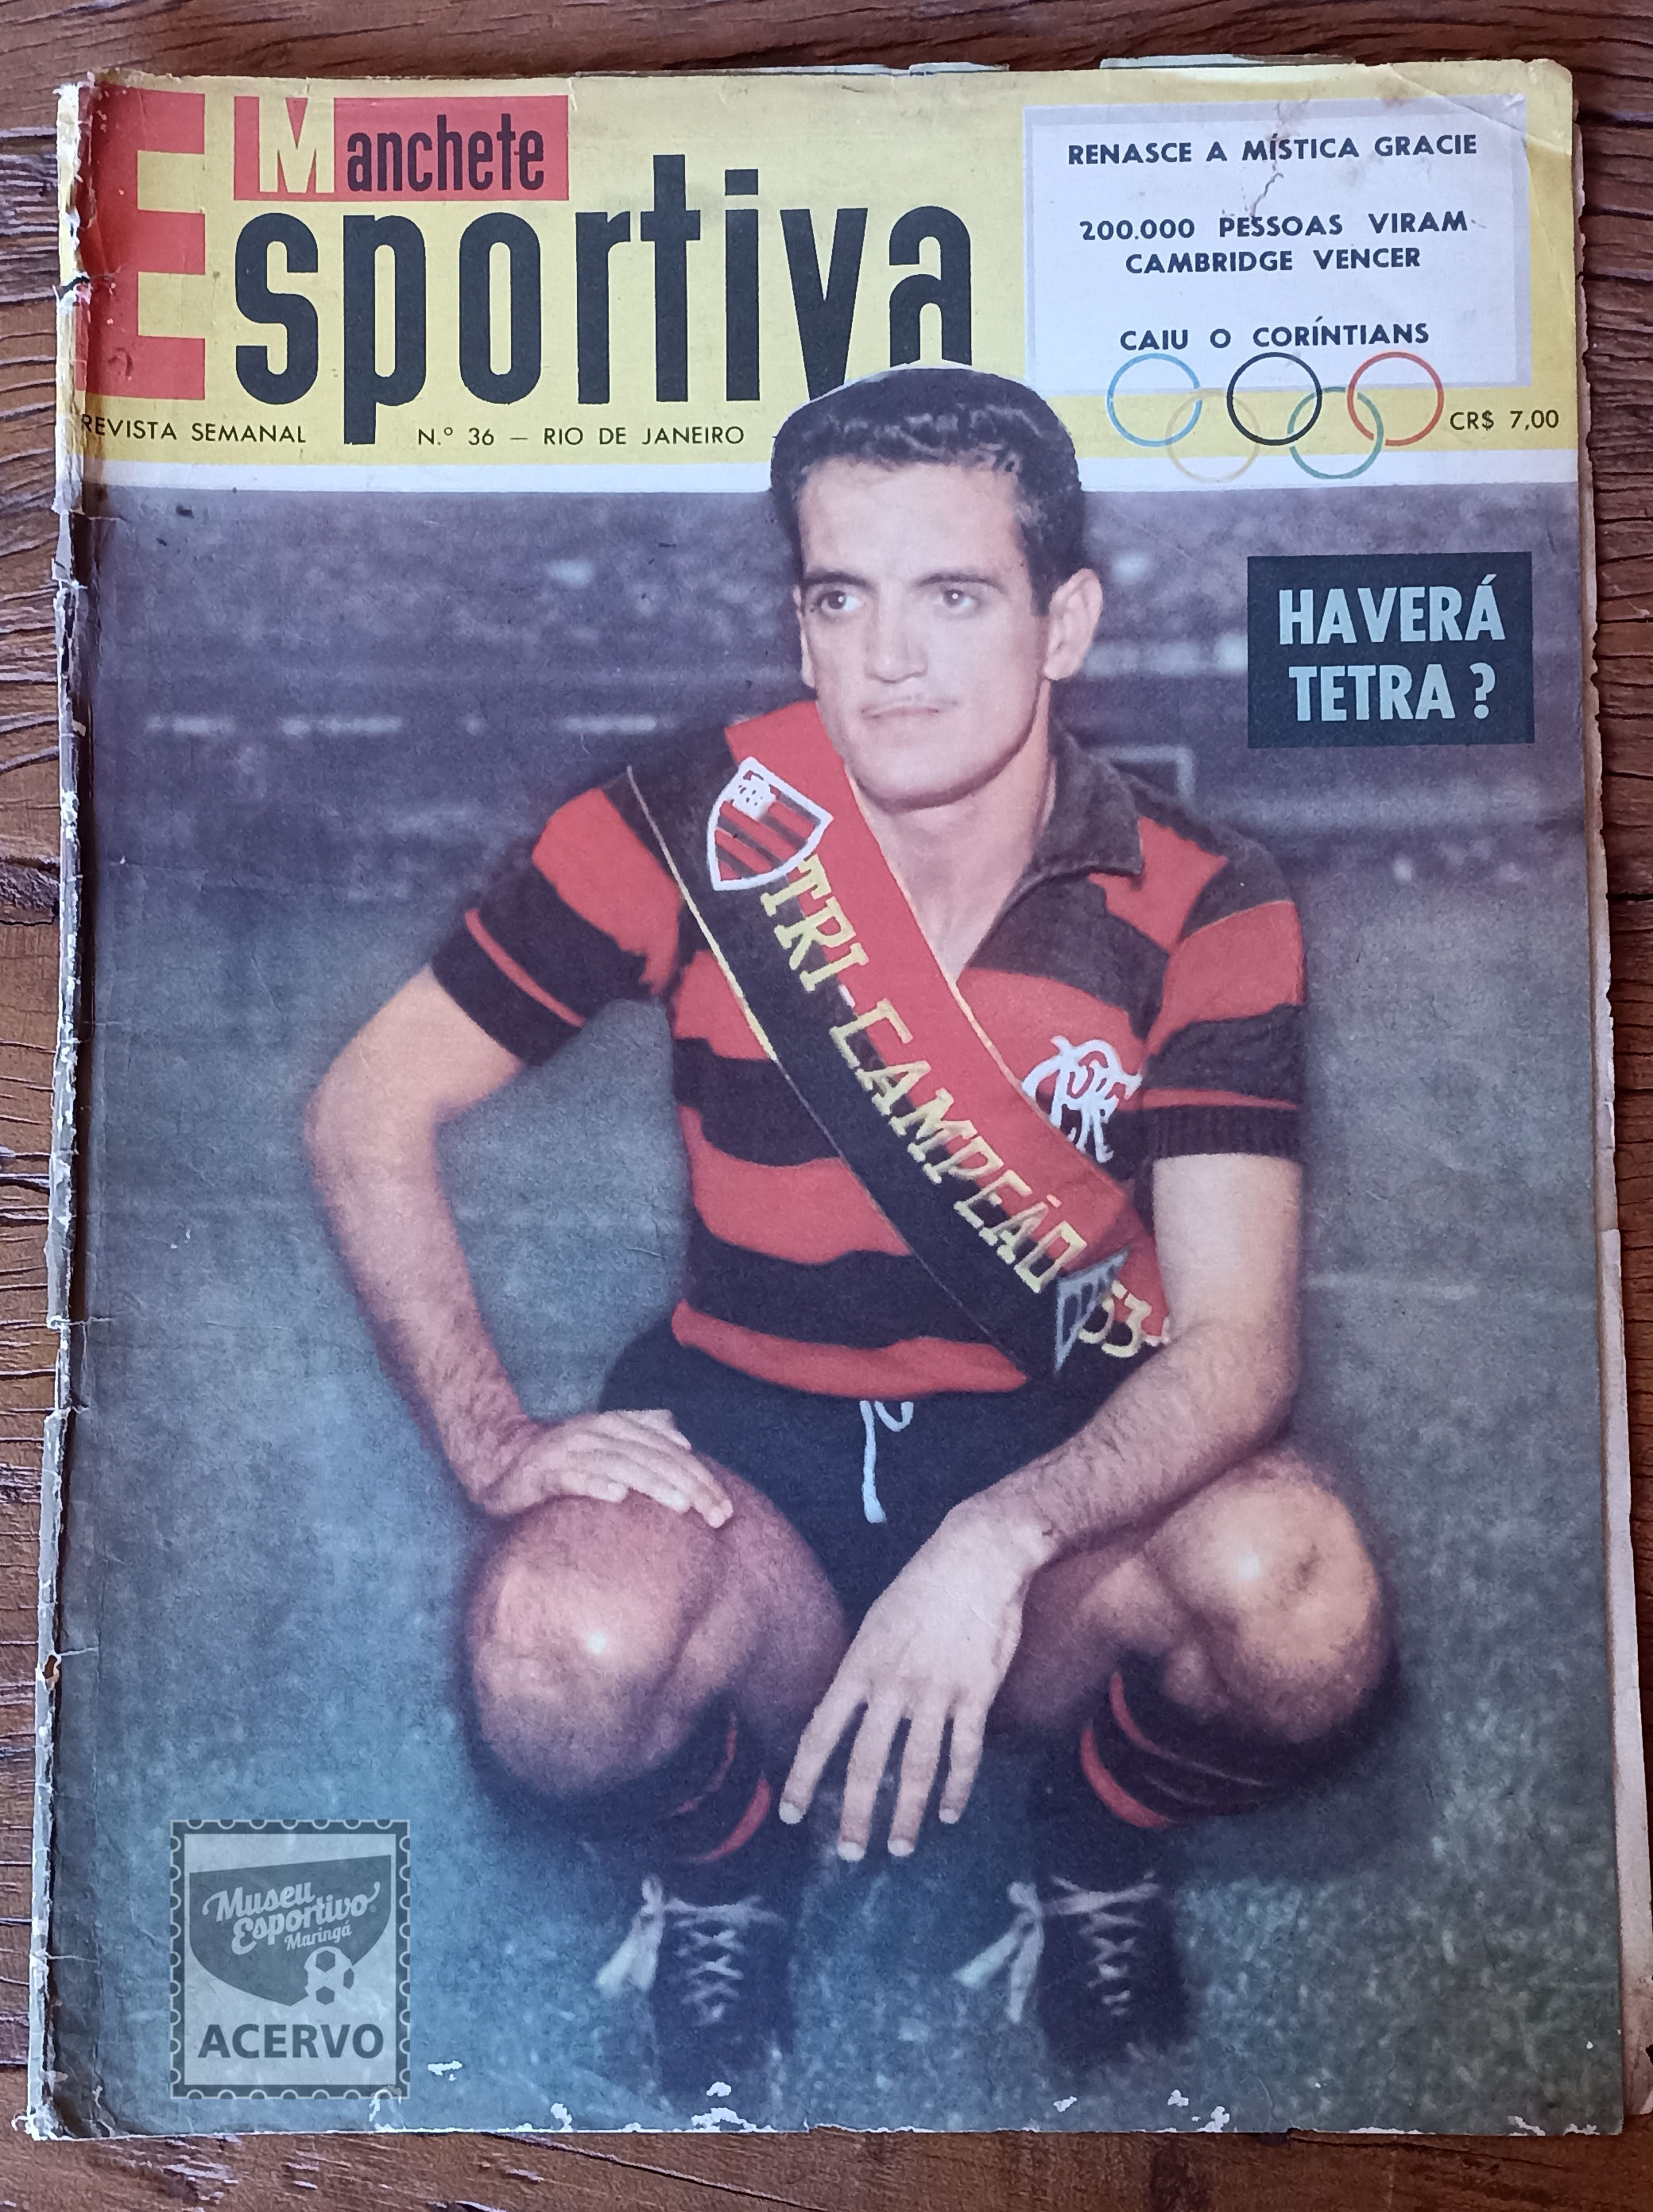 Manchete
Esportiva
REVISTA SEMANAL
N.º 36 — RIO DE JANEIRO
RENASCE A MÍSTICA GRACIE
200.000 PESSOAS VIRAM
CAMBRIDGE VENCER
CAIU O CORÍNTIANS
CR$ 7,00
HAVERÁ
TETRA?
TRI-CAMPEÃO
53
Museu
Esportivo
Maringá
ACERVO